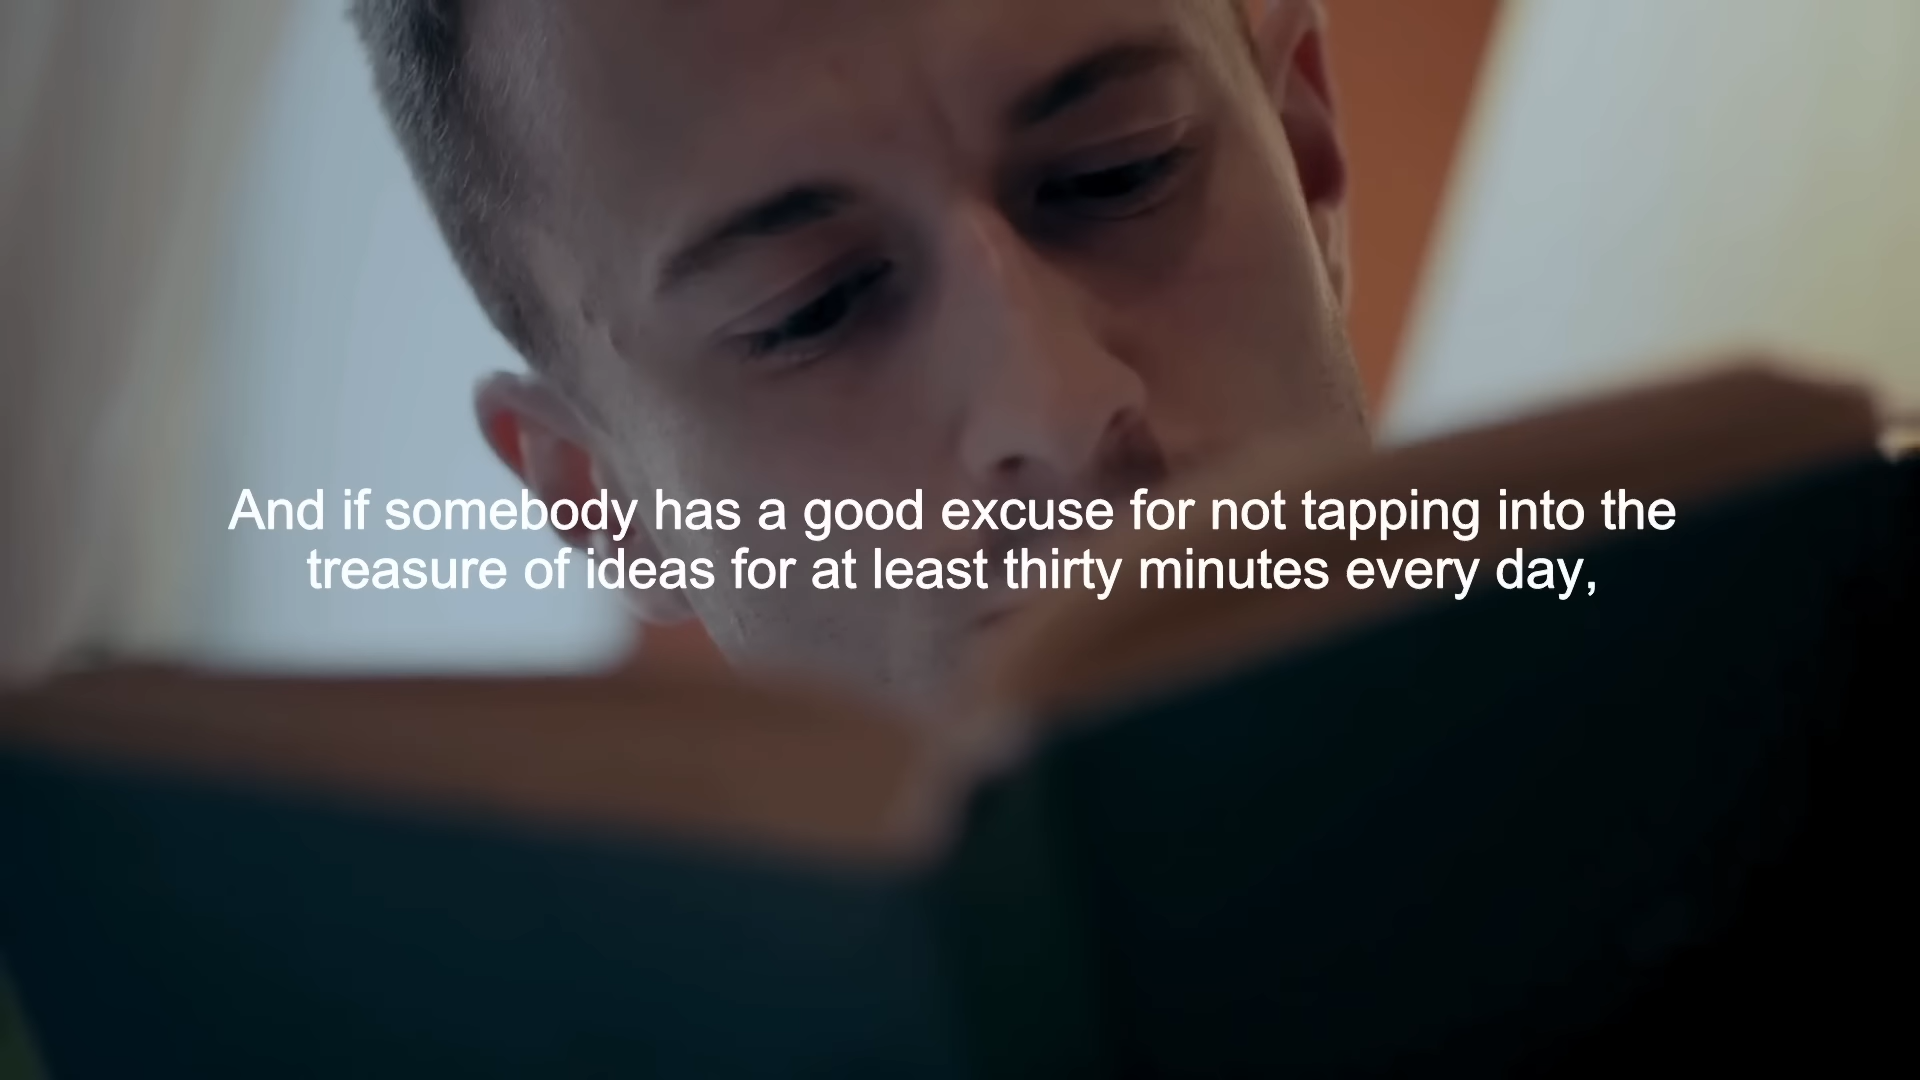 And if somebody has a good excuse for not tapping into the
treasure of ideas for at least thirty minutes every day,